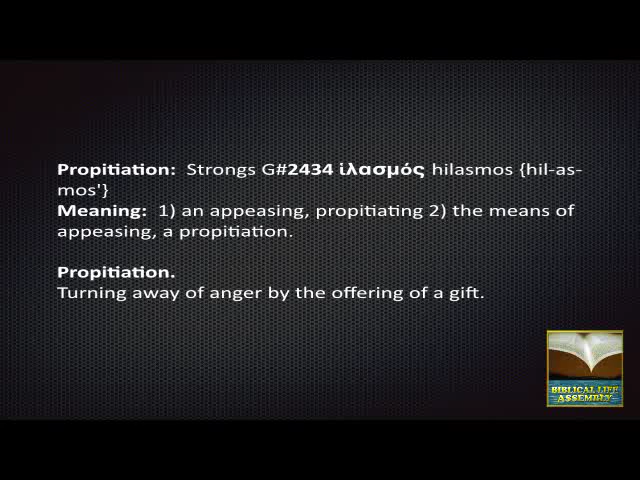 Propitiation: Strongs G#2434 ἱλασμός hilasmos {hil-as-
mos'}
Meaning: 1) an appeasing, propitiating 2) the means of
appeasing, a propitiation.
Propitiation.
Turning away of anger by the offering of a gift.
BIBLICAL LIFE
ASSEMBLY